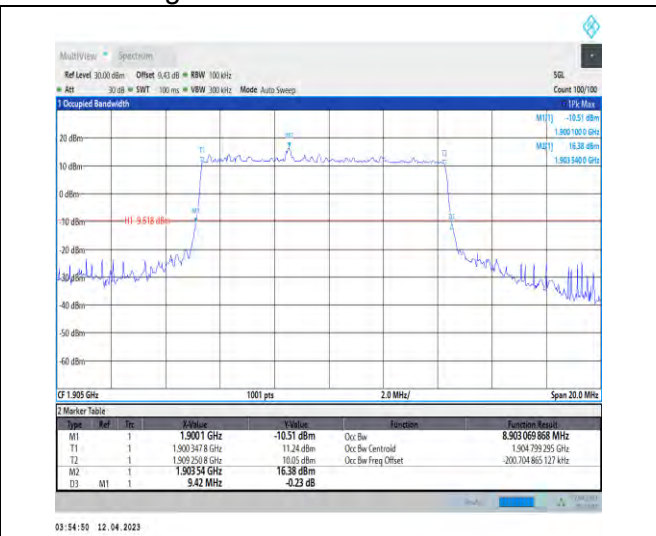 MultiView Spectrum
Ref Level 30.00 dBm Offset 9.43 dB RBW 100 kHz SGL
Att 30 dB SWT 100 ms VBW 300 kHz Mode Auto Sweep Count 100/100
1 Occupied Bandwidth 1Pk Max
M1[1] -10.51 dBm
1.900 100 0 GHz
M2[1] 16.38 dBm
1.903 540 0 GHz
20 dBm
10 dBm
0 dBm
-10 dBm
H1 -9.618 dBm
-20 dBm
-30 dBm
-40 dBm
-50 dBm
-60 dBm
M2
T1
T2
M1
D3
CF 1.905 GHz 1001 pts 2.0 MHz/ Span 20.0 MHz
2 Marker Table
Type Ref Trc X-Value Y-Value Function Function Result
M1 1 1.9001 GHz -10.51 dBm Occ Bw 8.903 069 868 MHz
T1 1 1.900 347 8 GHz 11.24 dBm Occ Bw Centroid 1.904 799 295 GHz
T2 1 1.909 250 8 GHz 10.05 dBm Occ Bw Freq Offset -200.704 865 127 kHz
M2 1 1.903 54 GHz 16.38 dBm
D3 M1 1 9.42 MHz -0.23 dB
03:54:50 12.04.2023